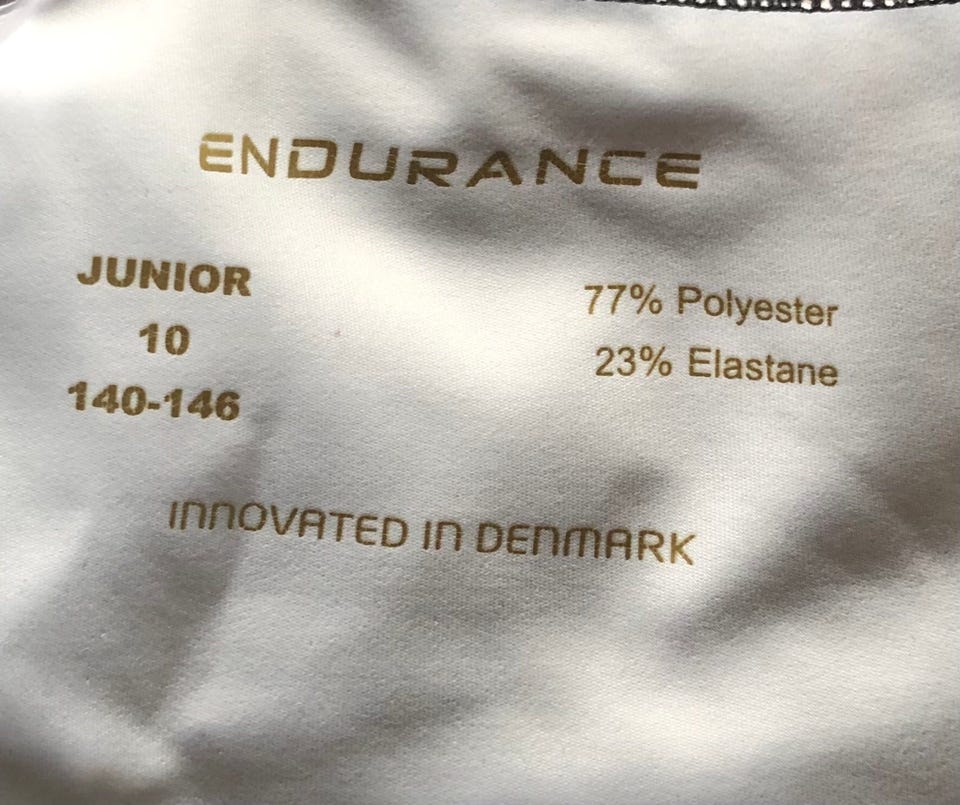 ENDURANCE
JUNIOR
10
140-146
77% Polyester
23% Elastane
INNOVATED IN DENMARK